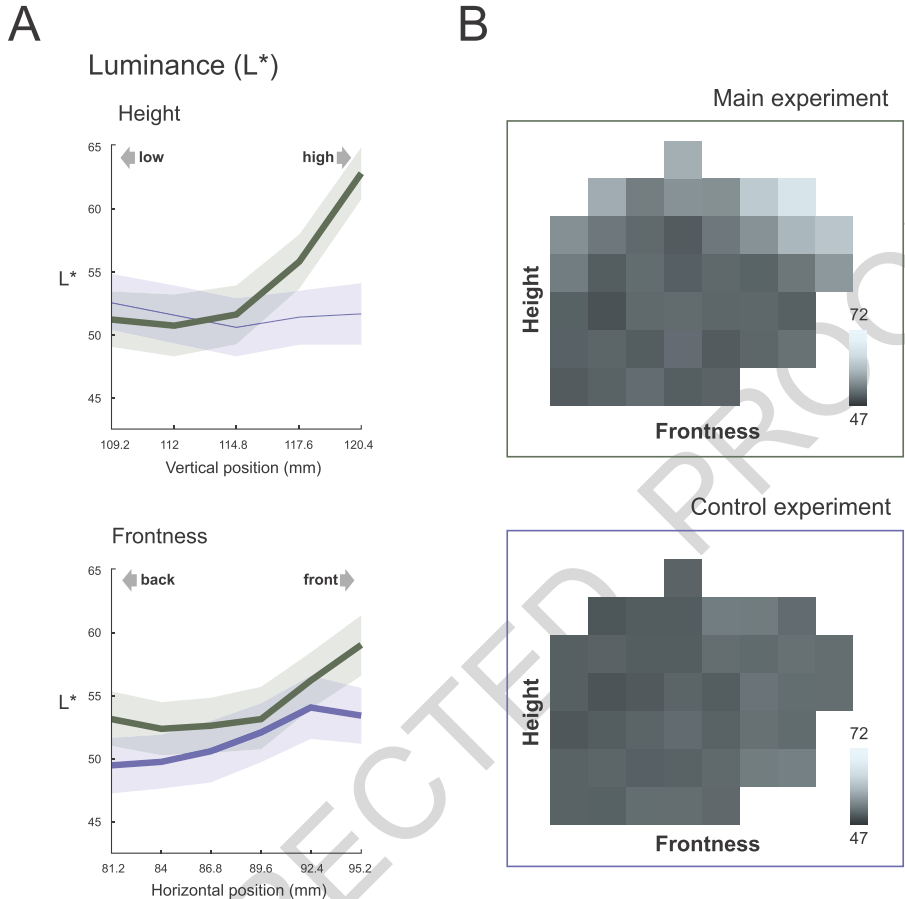 A
Luminance (L*)
Height
low
high
65
60
55
L*
50
45
109.2 112 114.8 117.6 120.4
Vertical position (mm)
Frontness
back
front
65
60
55
L*
50
45
81.2 84 86.8 89.6 92.4 95.2
Horizontal position (mm)
B
Main experiment
Height
72
47
Frontness
Control experiment
Height
72
47
Frontness
RECTED PROO